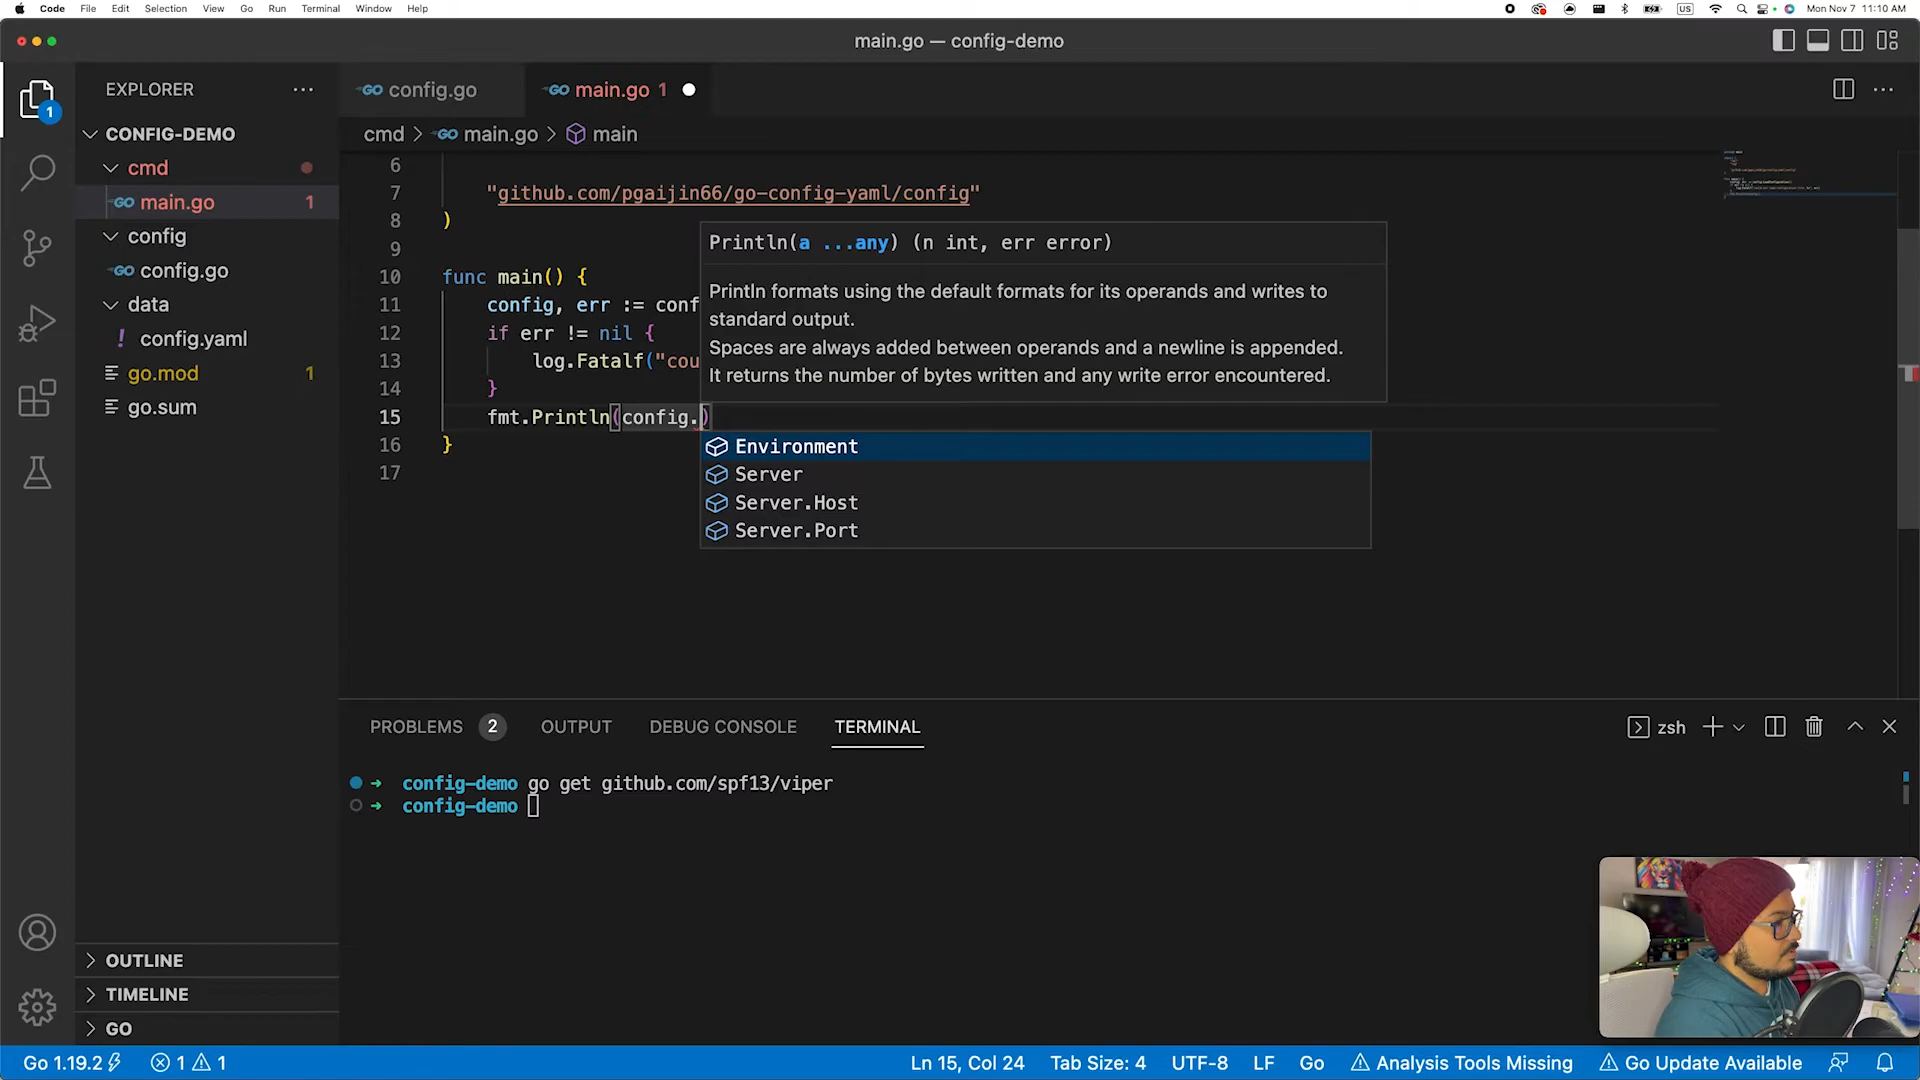 Code File Edit Selection View Go Run Terminal Window Help
US Mon Nov 7 11:10 AM
main.go — config-demo
EXPLORER
CONFIG-DEMO
cmd
GO main.go 1
config
GO config.go
data
! config.yaml
go.mod 1
go.sum
OUTLINE
TIMELINE
GO
1
GO config.go
GO main.go 1
cmd > GO main.go > main
6
7 "github.com/pgaijin66/go-config-yaml/config"
8 )
9
10 func main() {
11 config, err := conf
12 if err != nil {
13 log.Fatalf("cou
14 }
15 fmt.Println(config.)
16 }
17
Println(a ...any) (n int, err error)
Println formats using the default formats for its operands and writes to
standard output.
Spaces are always added between operands and a newline is appended.
It returns the number of bytes written and any write error encountered.
Environment
Server
Server.Host
Server.Port
PROBLEMS 2 OUTPUT DEBUG CONSOLE TERMINAL
zsh
➜ config-demo go get github.com/spf13/viper
➜ config-demo
Go 1.19.2 1 1 Ln 15, Col 24 Tab Size: 4 UTF-8 LF Go Analysis Tools Missing Go Update Available